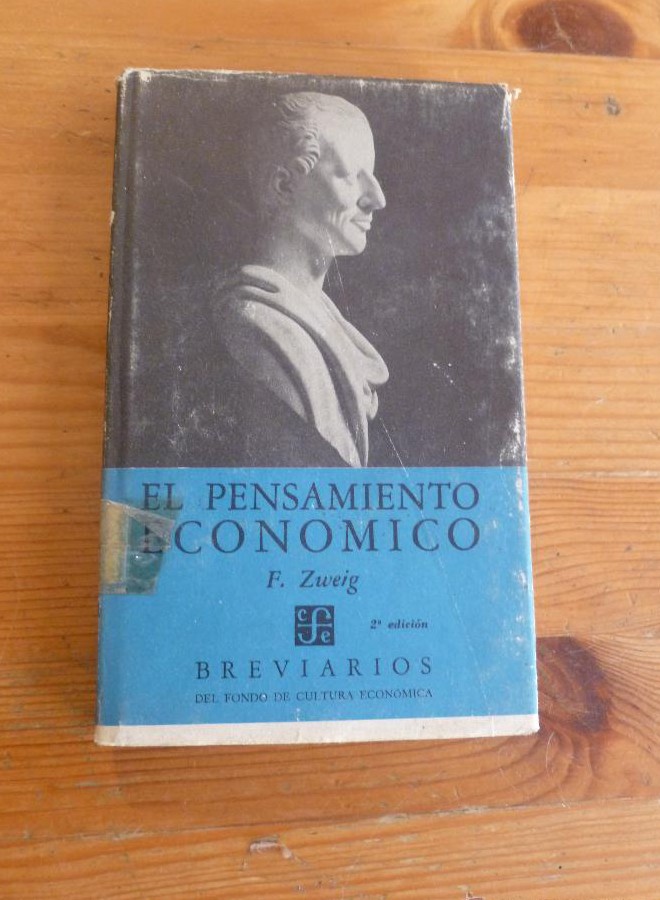 EL PENSAMIENTO
ECONOMICO
F. Zweig
c f e
2ª edición
BREVIARIOS
DEL FONDO DE CULTURA ECONÓMICA